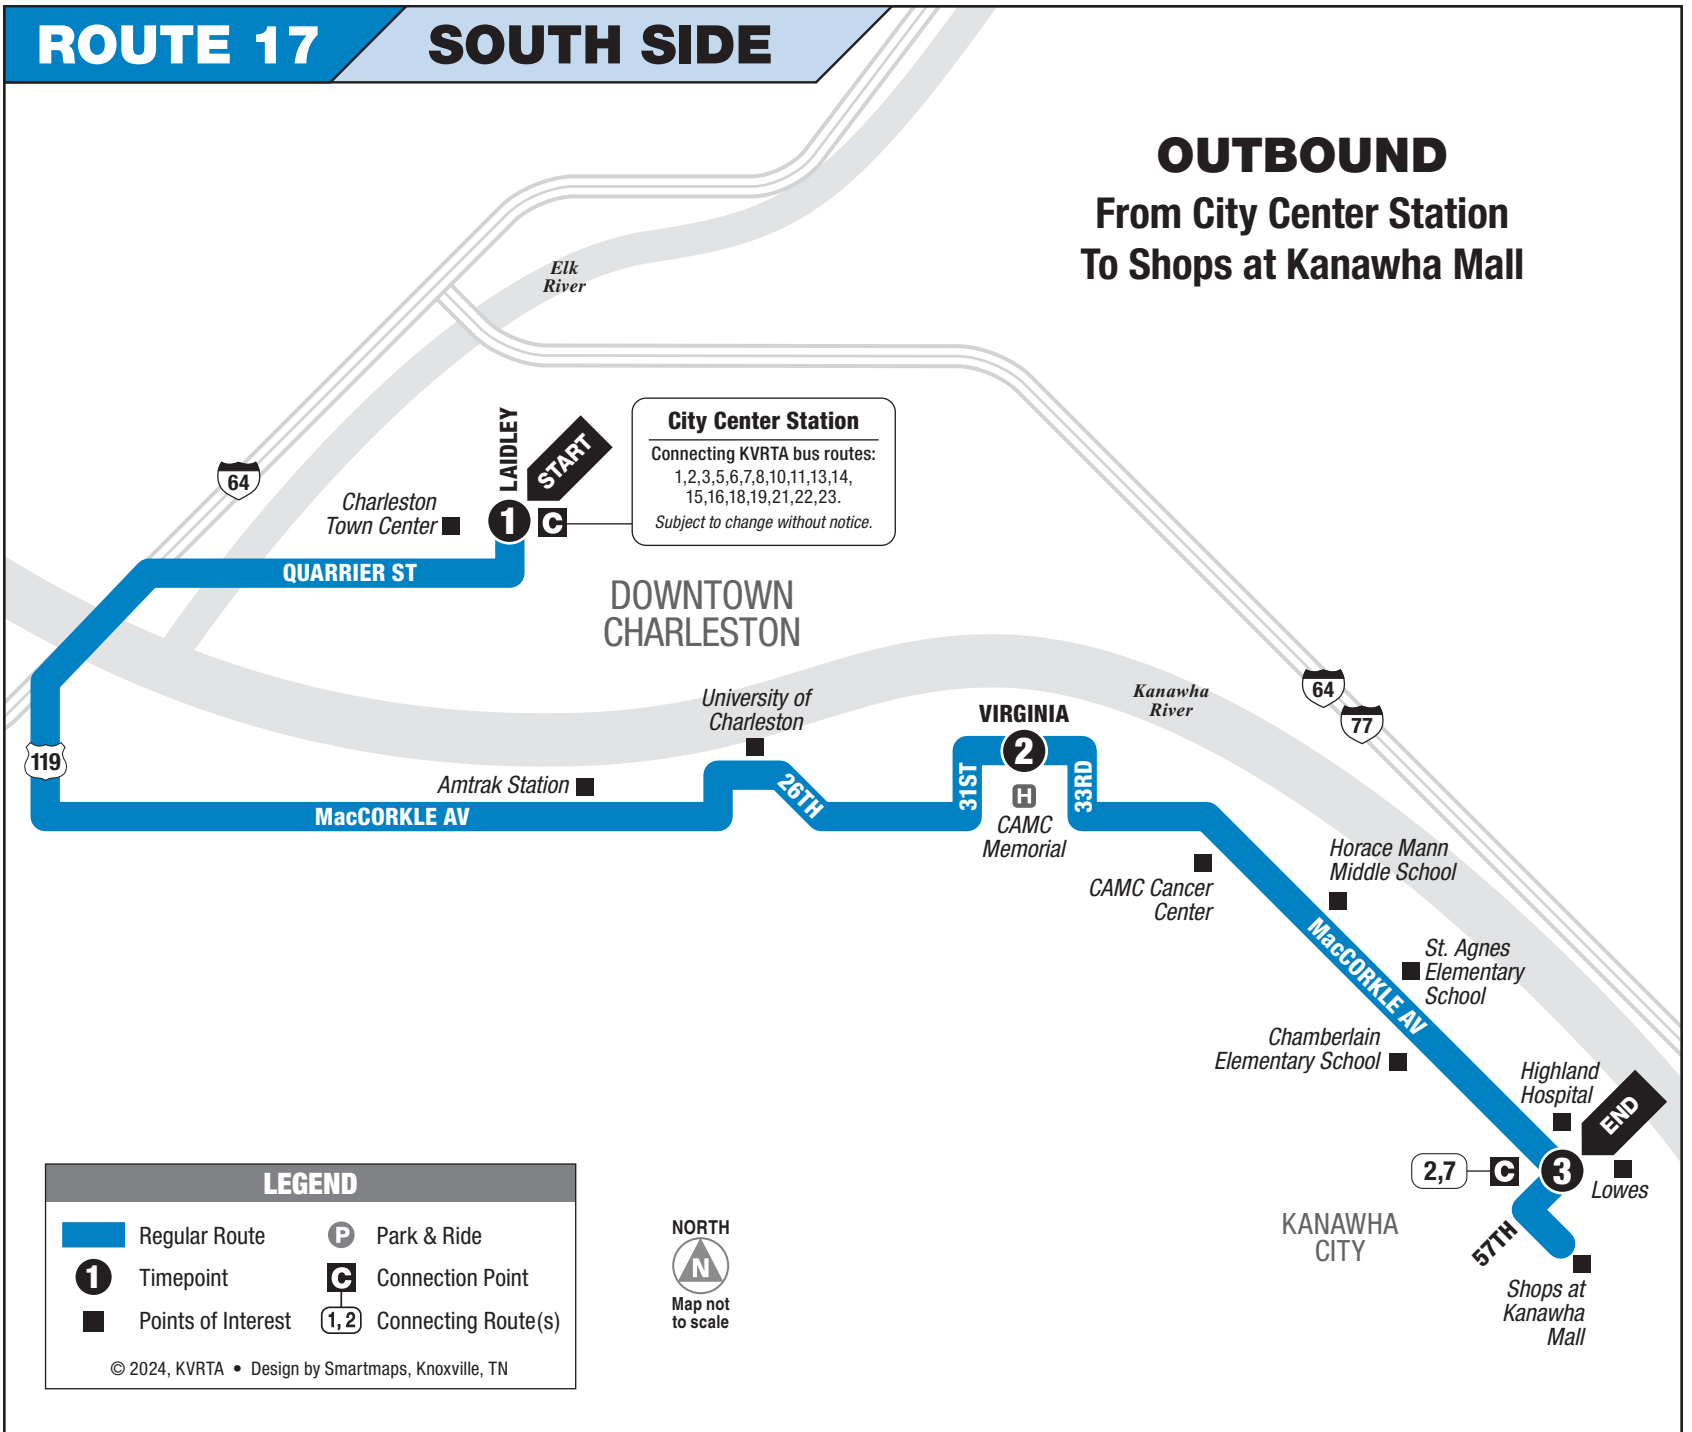 ROUTE 17
SOUTH SIDE
OUTBOUND
From City Center Station
To Shops at Kanawha Mall
Elk
River
LAIDLEY
START
City Center Station
Connecting KVRTA bus routes:
1,2,3,5,6,7,8,10,11,13,14,
15,16,18,19,21,22,23.
Subject to change without notice.
64
Charleston
Town Center
1
C
QUARRIER ST
DOWNTOWN
CHARLESTON
64
77
Kanawha
River
University of
Charleston
VIRGINIA
2
119
Amtrak Station
26TH
31ST
33RD
H
CAMC
Memorial
MacCORKLE AV
CAMC Cancer
Center
Horace Mann
Middle School
MacCORKLE AV
St. Agnes
Elementary
School
Chamberlain
Elementary School
Highland
Hospital
END
2,7
C
3
Lowes
KANAWHA
CITY
57TH
Shops at
Kanawha
Mall
LEGEND
Regular Route
P
Park & Ride
1
Timepoint
C
Connection Point
Points of Interest
1,2
Connecting Route(s)
© 2024, KVRTA • Design by Smartmaps, Knoxville, TN
NORTH
N
Map not
to scale